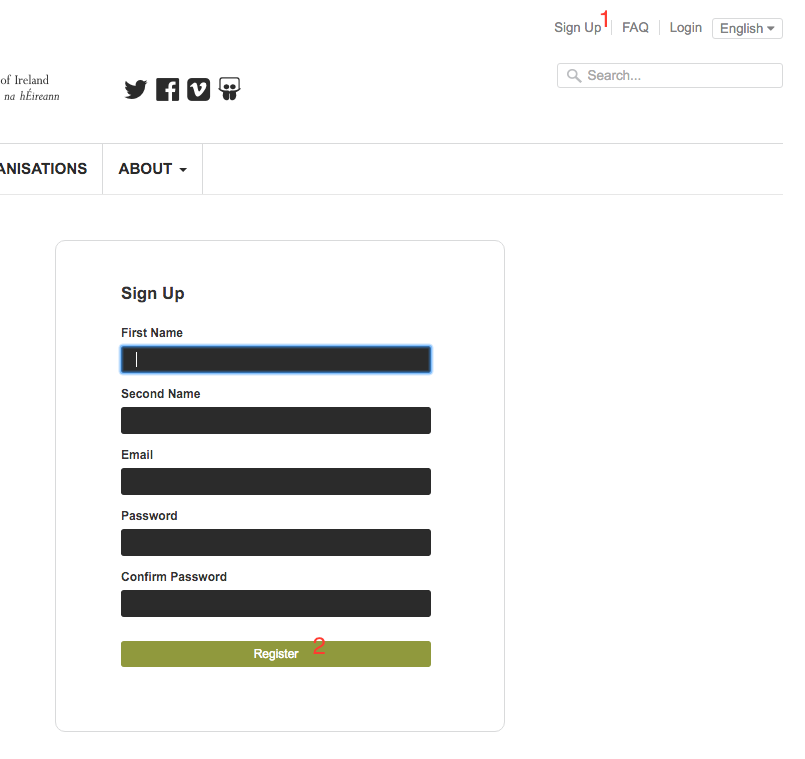 1
Sign Up FAQ Login English
of Ireland
na hÉireann
Search...
ANISATIONS ABOUT
Sign Up
First Name
Second Name
Email
Password
Confirm Password
Register 2